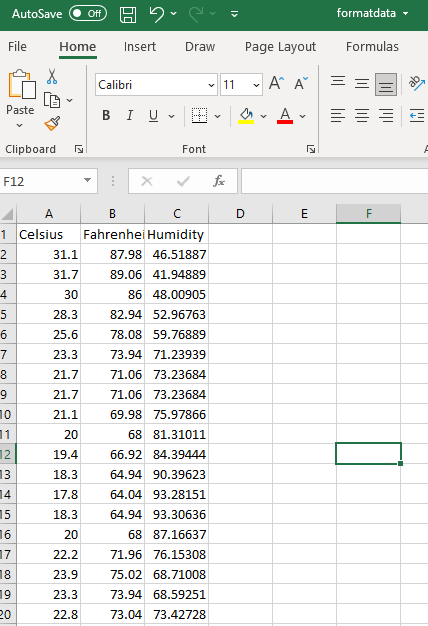 AutoSave Off formatdata
File Home Insert Draw Page Layout Formulas
Calibri 11 A A
Paste B I U A
Clipboard Font
F12 fx
A B C D E F
1 Celsius Fahrenhei Humidity
2 31.1 87.98 46.51887
3 31.7 89.06 41.94889
4 30 86 48.00905
5 28.3 82.94 52.96763
6 25.6 78.08 59.76889
7 23.3 73.94 71.23939
8 21.7 71.06 73.23684
9 21.7 71.06 73.23684
10 21.1 69.98 75.97866
11 20 68 81.31011
12 19.4 66.92 84.39444
13 18.3 64.94 90.39623
14 17.8 64.04 93.28151
15 18.3 64.94 93.30636
16 20 68 87.16637
17 22.2 71.96 76.15308
18 23.9 75.02 68.71008
19 23.3 73.94 68.59251
20 22.8 73.04 73.42728